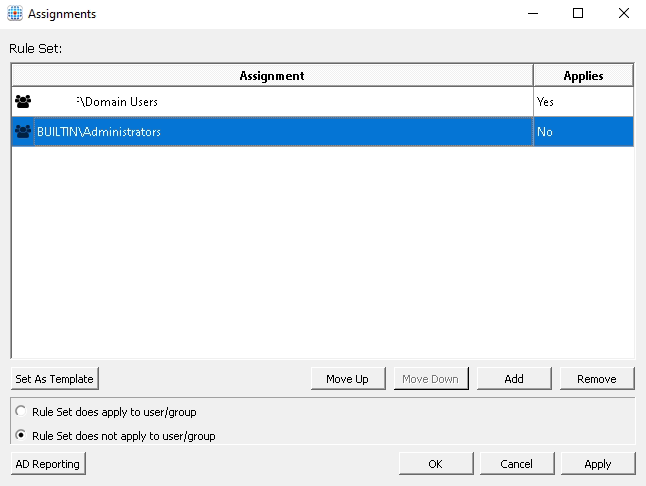 Assignments
Rule Set:
Assignment Applies
\Domain Users Yes
BUILTIN\Administrators No
Set As Template Move Up Move Down Add Remove
Rule Set does apply to user/group
Rule Set does not apply to user/group
AD Reporting OK Cancel Apply